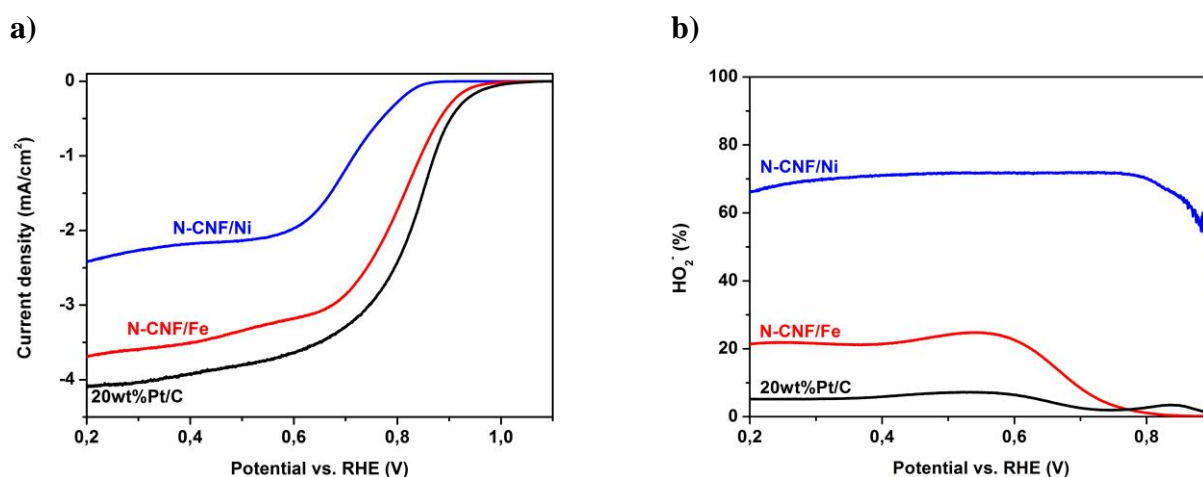 a)
0
-1
-2
-3
-4
Current density (mA/cm²)
N-CNF/Ni
N-CNF/Fe
20wt%Pt/C
0,2 0,4 0,6 0,8 1,0
Potential vs. RHE (V)
b)
100
80
60
40
20
0
HO₂⁻ (%)
N-CNF/Ni
N-CNF/Fe
20wt%Pt/C
0,2 0,4 0,6 0,8
Potential vs. RHE (V)